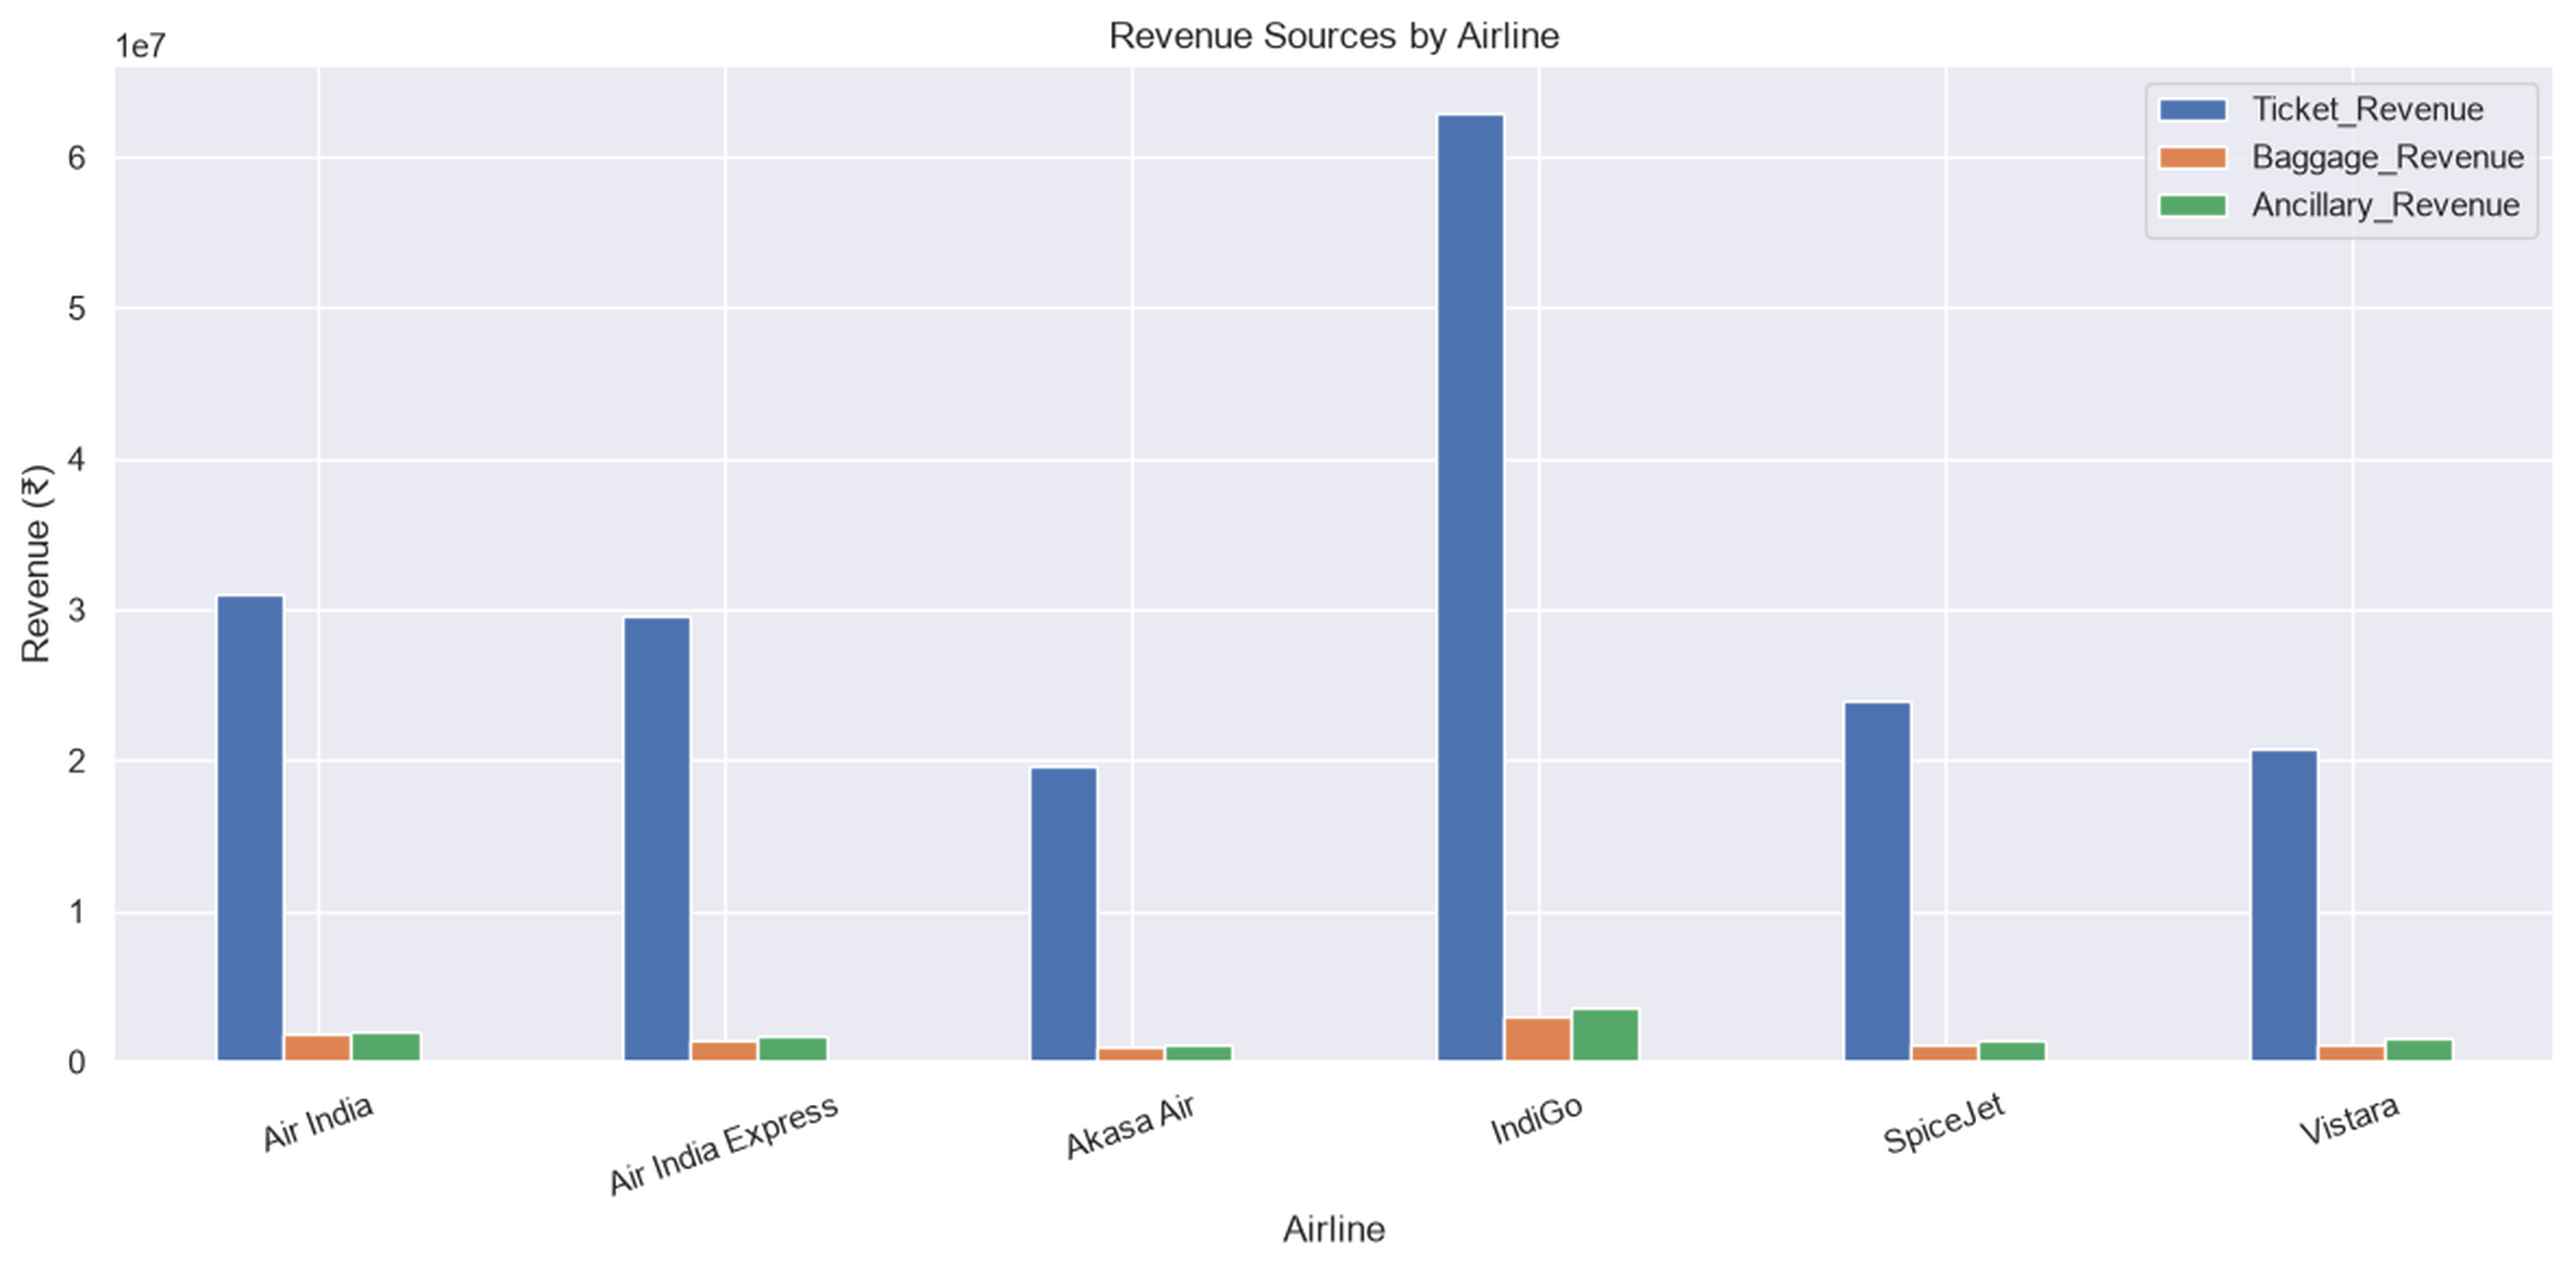 Revenue Sources by Airline
1e7
Ticket_Revenue
Baggage_Revenue
Ancillary_Revenue
6
5
4
3
2
1
0
Revenue (₹)
Air India
Air India Express
Akasa Air
IndiGo
SpiceJet
Vistara
Airline